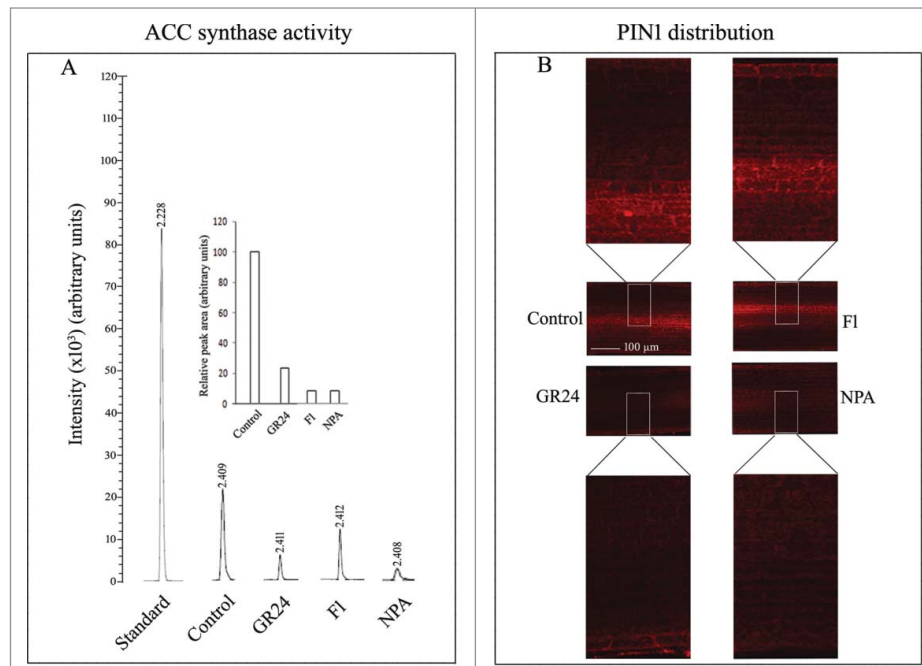 ACC synthase activity
PIN1 distribution
A
Intensity (x10³) (arbitrary units)
120
110
100
90
80
70
60
50
40
30
20
10
0
2.228
2.409
2.411
2.412
2.408
Standard
Control
GR24
Fl
NPA
Relative peak area (arbitrary units)
120
100
80
60
40
20
0
Control
GR24
Fl
NPA
B
Control
100 µm
Fl
GR24
NPA